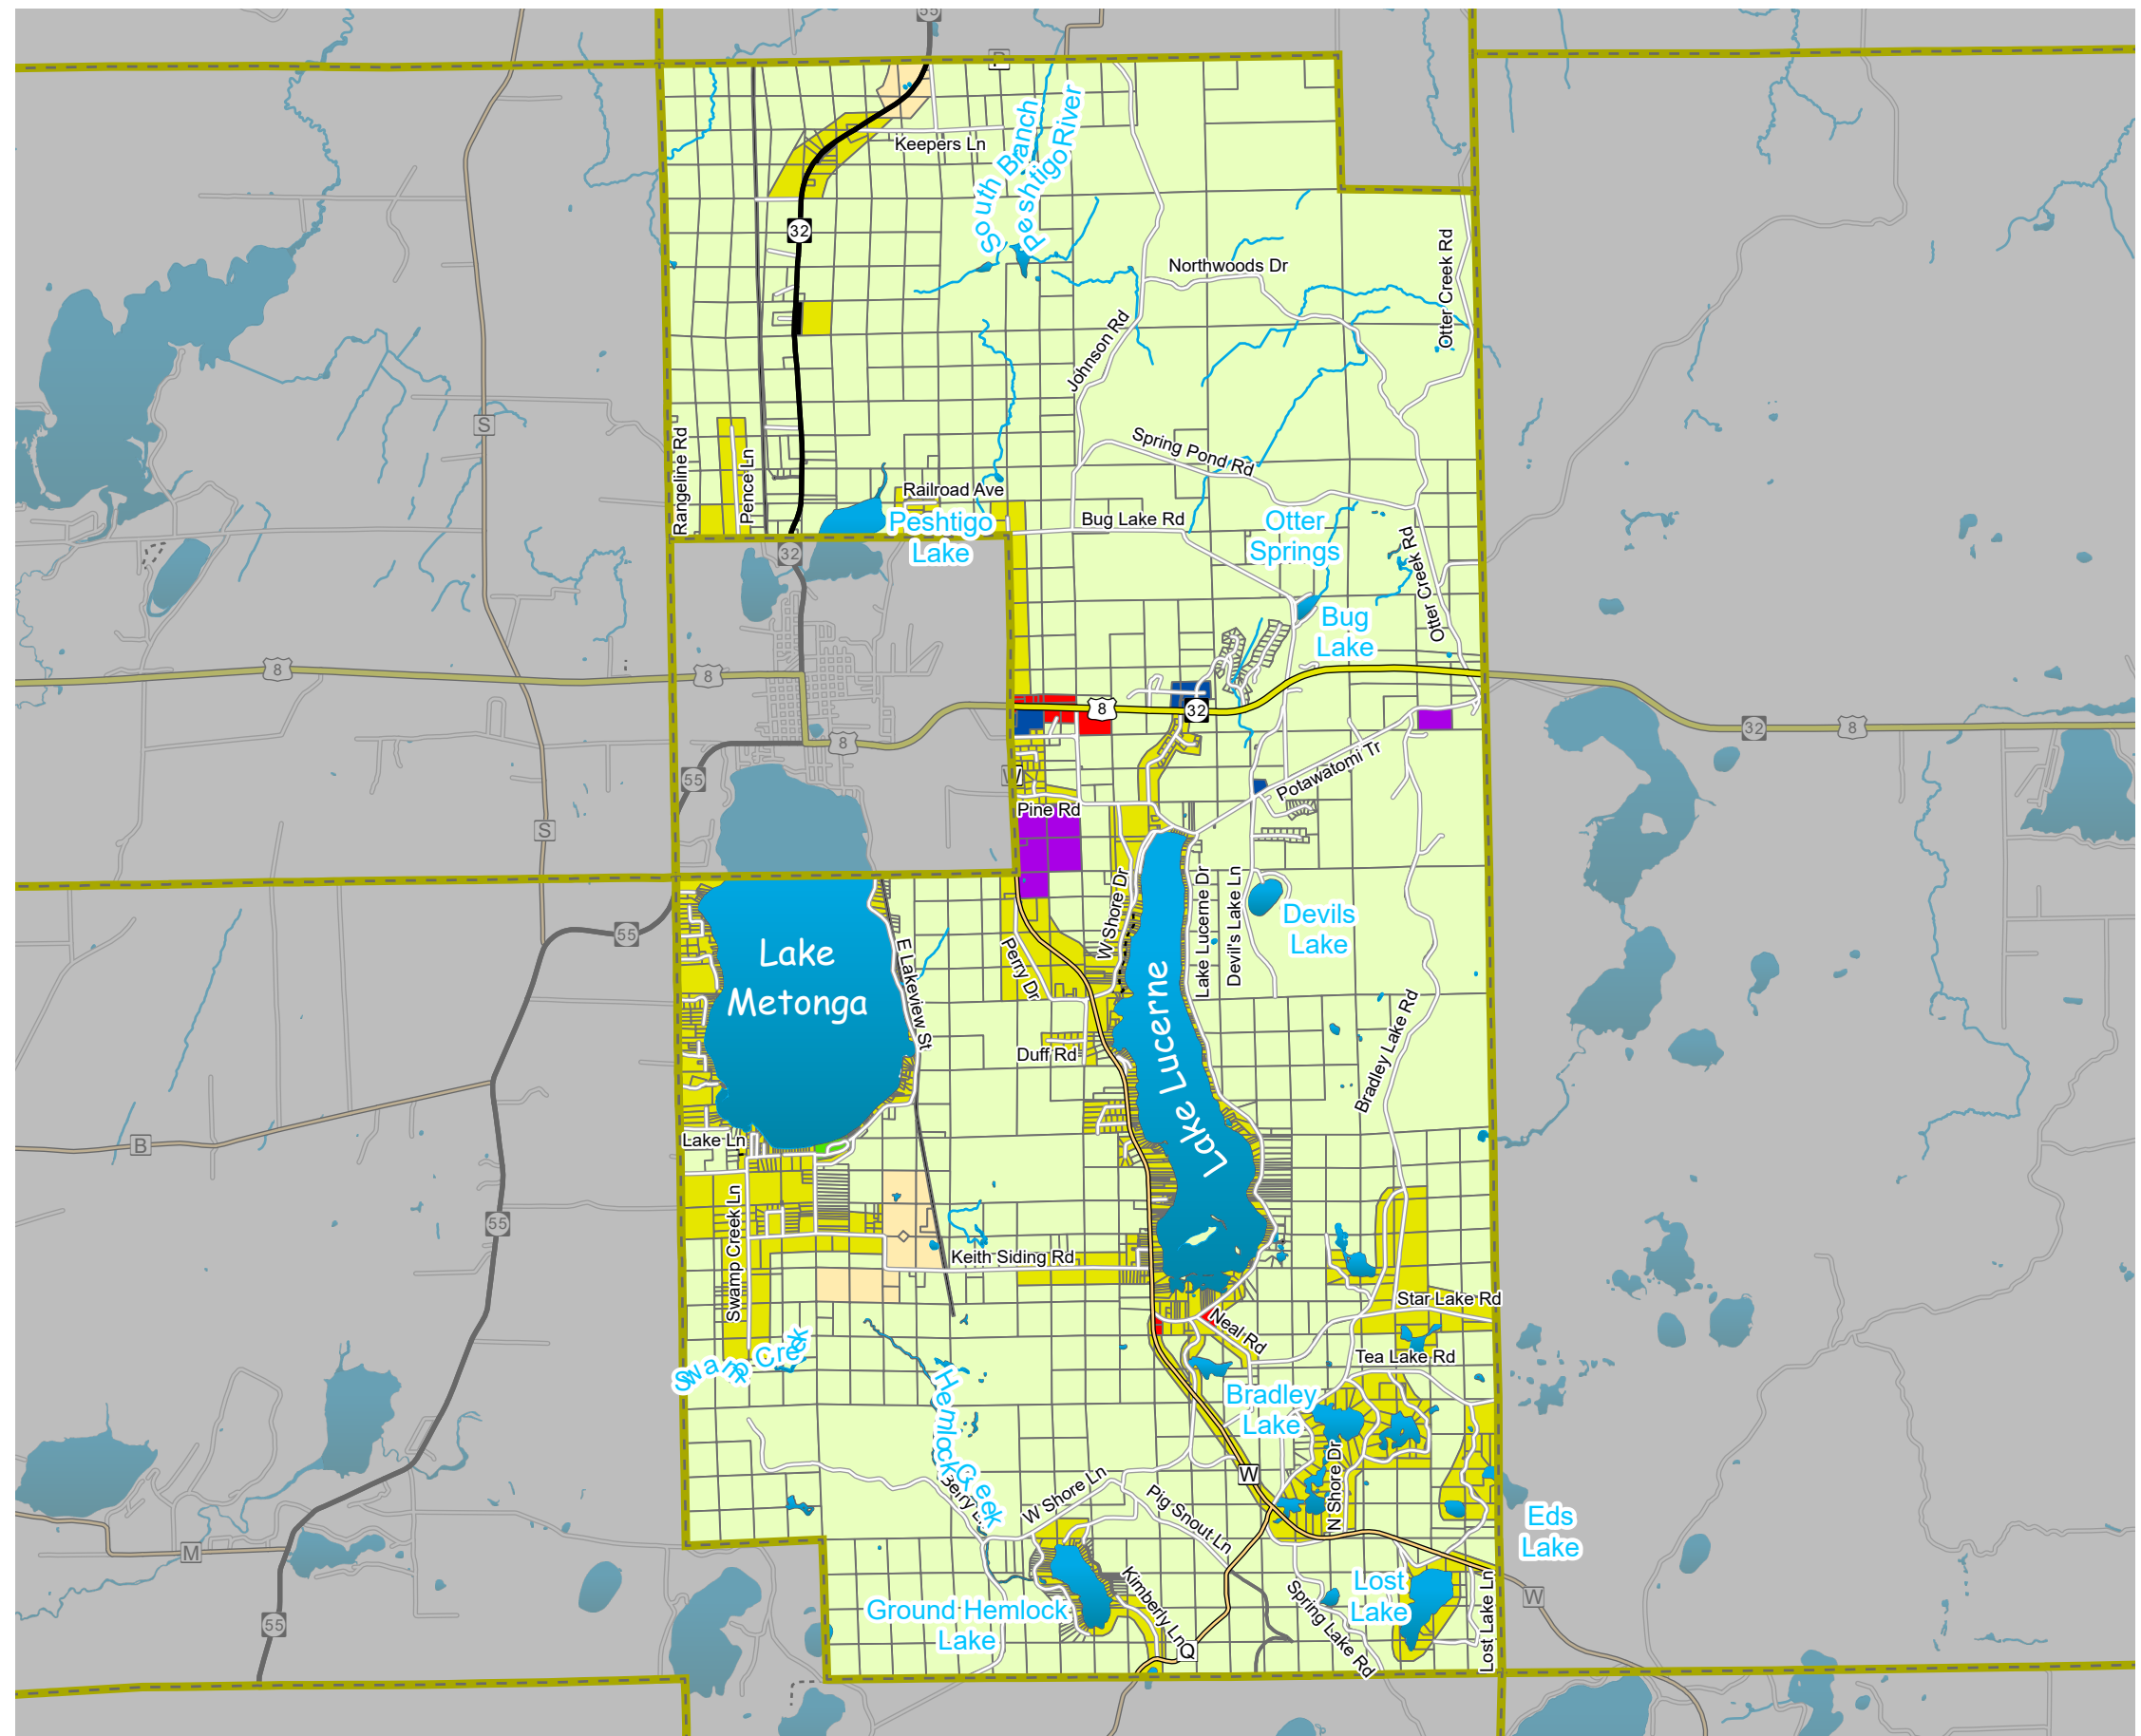 55
Keepers Ln
South Branch
Peshtigo River
32
Northwoods Dr
Otter Creek Rd
Johnson Rd
S
Spring Pond Rd
Rangeline Rd
Pence Ln
Railroad Ave
Peshtigo
Lake
Bug Lake Rd
Otter
Springs
Otter Creek Rd
32
Bug
Lake
8
8
8
32
8
32
8
55
W
Potawatomi Tr
Pine Rd
S
55
W Shore Dr
Lake Lucerne Dr
Devil's Lake Ln
Devils
Lake
Lake
Metonga
E Lakeview St
Perry Dr
Lake Lucerne
Duff Rd
Bradley Lake Rd
B
Lake Ln
55
Swamp Creek Ln
Keith Siding Rd
Star Lake Rd
Neal Rd
Swamp Creek
Tea Lake Rd
Hemlock Creek
Bradley
Lake
W
N Shore Dr
W Shore Ln
Pig Snout Ln
Eds
Lake
M
Ground Hemlock
Lake
Kimberly Ln
Spring Lake Rd
Lost
Lake
Lost Lake Ln
W
55
Q